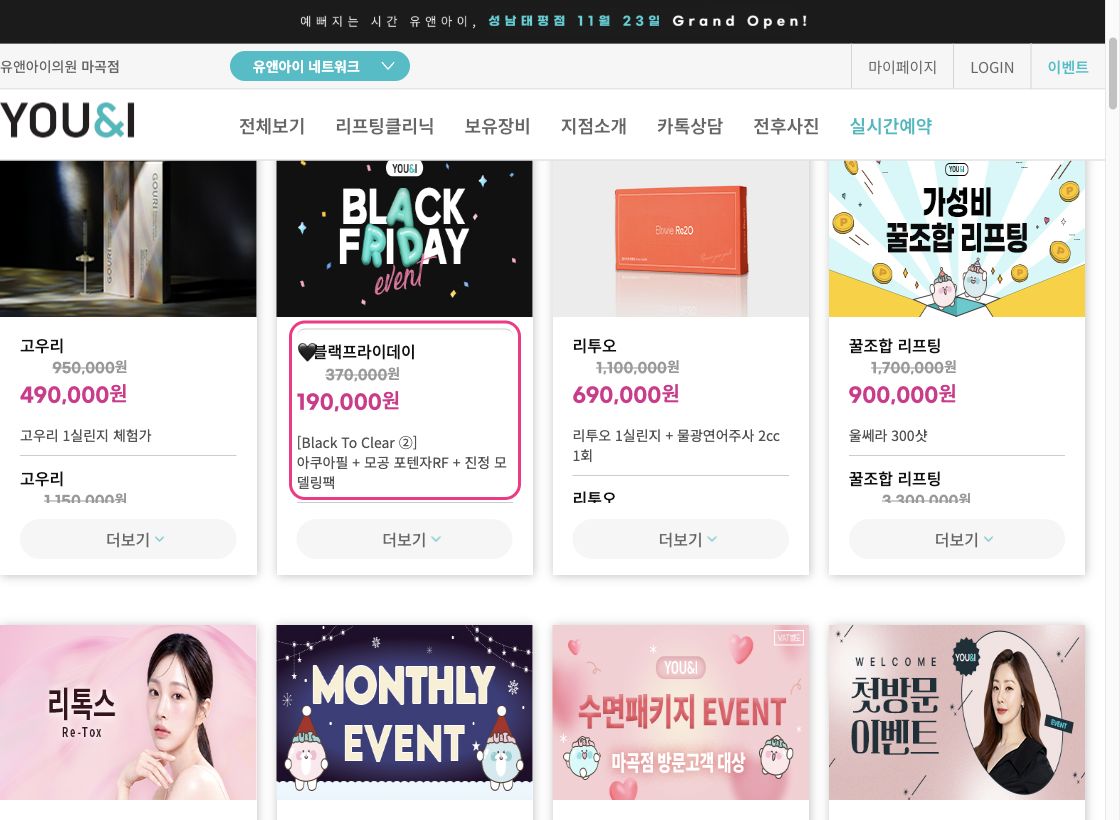 예뻐지는 시간 유앤아이, 성남태평점 11월 23일 Grand Open!
유앤아이의원 마곡점
유앤아이 네트워크
마이페이지
LOGIN
이벤트
YOU&I
전체보기
리프팅클리닉
보유장비
지점소개
카톡상담
전후사진
실시간예약
GOURI
GOURI
고우리
950,000원
490,000원
고우리 1실린지 체험가
고우리
1,150,000원
더보기
YOU&I
BLACK
FRIDAY
event
🖤블랙프라이데이
370,000원
190,000원
[Black To Clear ②]
아쿠아필 + 모공 포텐자RF + 진정 모
델링팩
더보기
Re2O
리투오
1,100,000원
690,000원
리투오 1실린지 + 물광연어주사 2cc
1회
리투오
더보기
YOU&I
가성비
꿀조합 리프팅
꿀조합 리프팅
1,700,000원
900,000원
울쎄라 300샷
꿀조합 리프팅
3,300,000원
더보기
리톡스
Re-Tox
MONTHLY
EVENT
VAT별도
YOU&I
수면패키지 EVENT
마곡점 방문고객 대상
WELCOME
YOU&I
첫방문
이벤트
EVENT